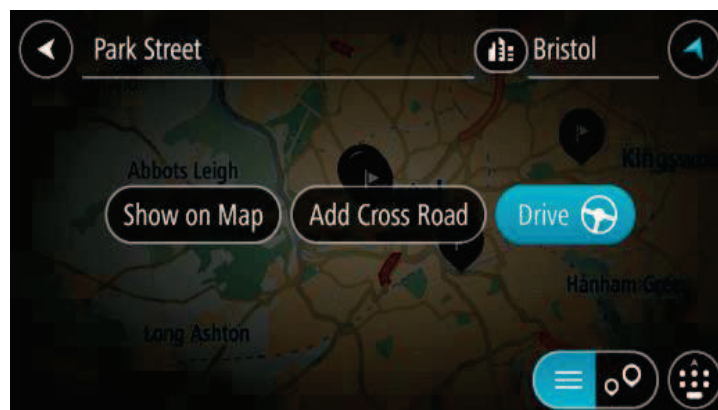 Park Street
Bristol
Abbots Leigh
Show on Map
Add Cross Road
Drive
Long Ashton